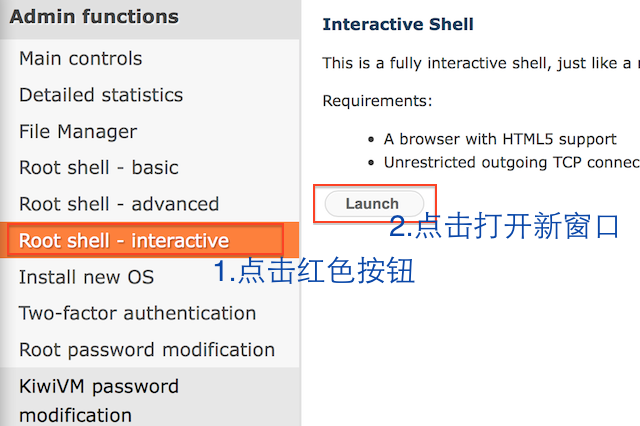 Admin functions
Main controls
Detailed statistics
File Manager
Root shell - basic
Root shell - advanced
Root shell - interactive
Install new OS
Two-factor authentication
Root password modification
KiwiVM password
modification
Interactive Shell
This is a fully interactive shell, just like a
Requirements:
• A browser with HTML5 support
• Unrestricted outgoing TCP connec
Launch
2.点击打开新窗口
1.点击红色按钮